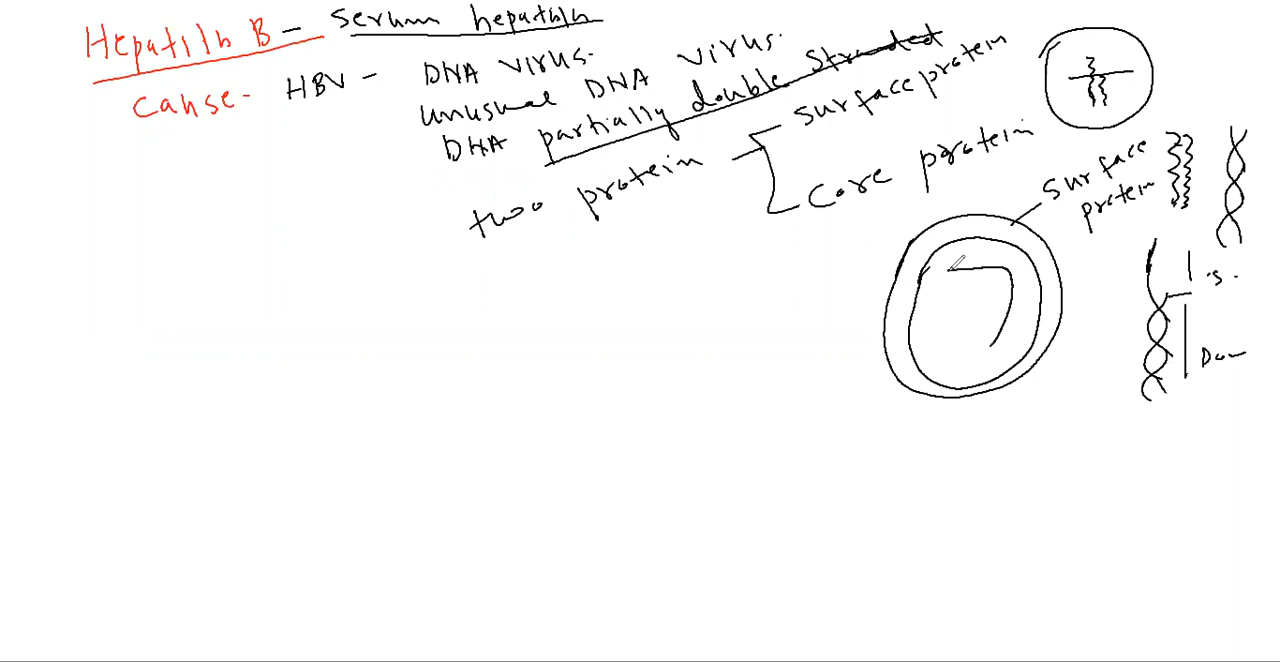 Hepatitis B - serum hepatitis
Cause - HBV - DNA virus.
unusual DNA virus.
DNA partially double stranded
two protein
surface protein
Core protein
surface
protein
S.